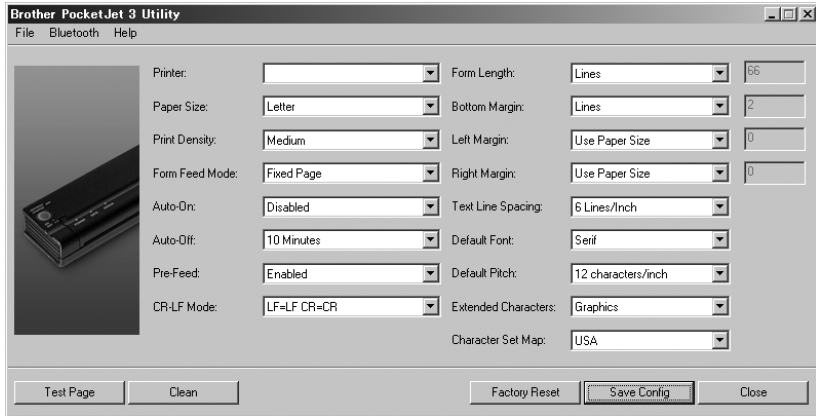 Brother PocketJet 3 Utility
File Bluetooth Help
Printer: Form Length: Lines 66
Paper Size: Letter Bottom Margin: Lines 2
Print Density: Medium Left Margin: Use Paper Size 0
Form Feed Mode: Fixed Page Right Margin: Use Paper Size 0
Auto-On: Disabled Text Line Spacing: 6 Lines/Inch
Auto-Off: 10 Minutes Default Font: Serif
Pre-Feed: Enabled Default Pitch: 12 characters/inch
CR-LF Mode: LF=LF CR=CR Extended Characters: Graphics
Character Set Map: USA
Test Page Clean Factory Reset Save Config Close